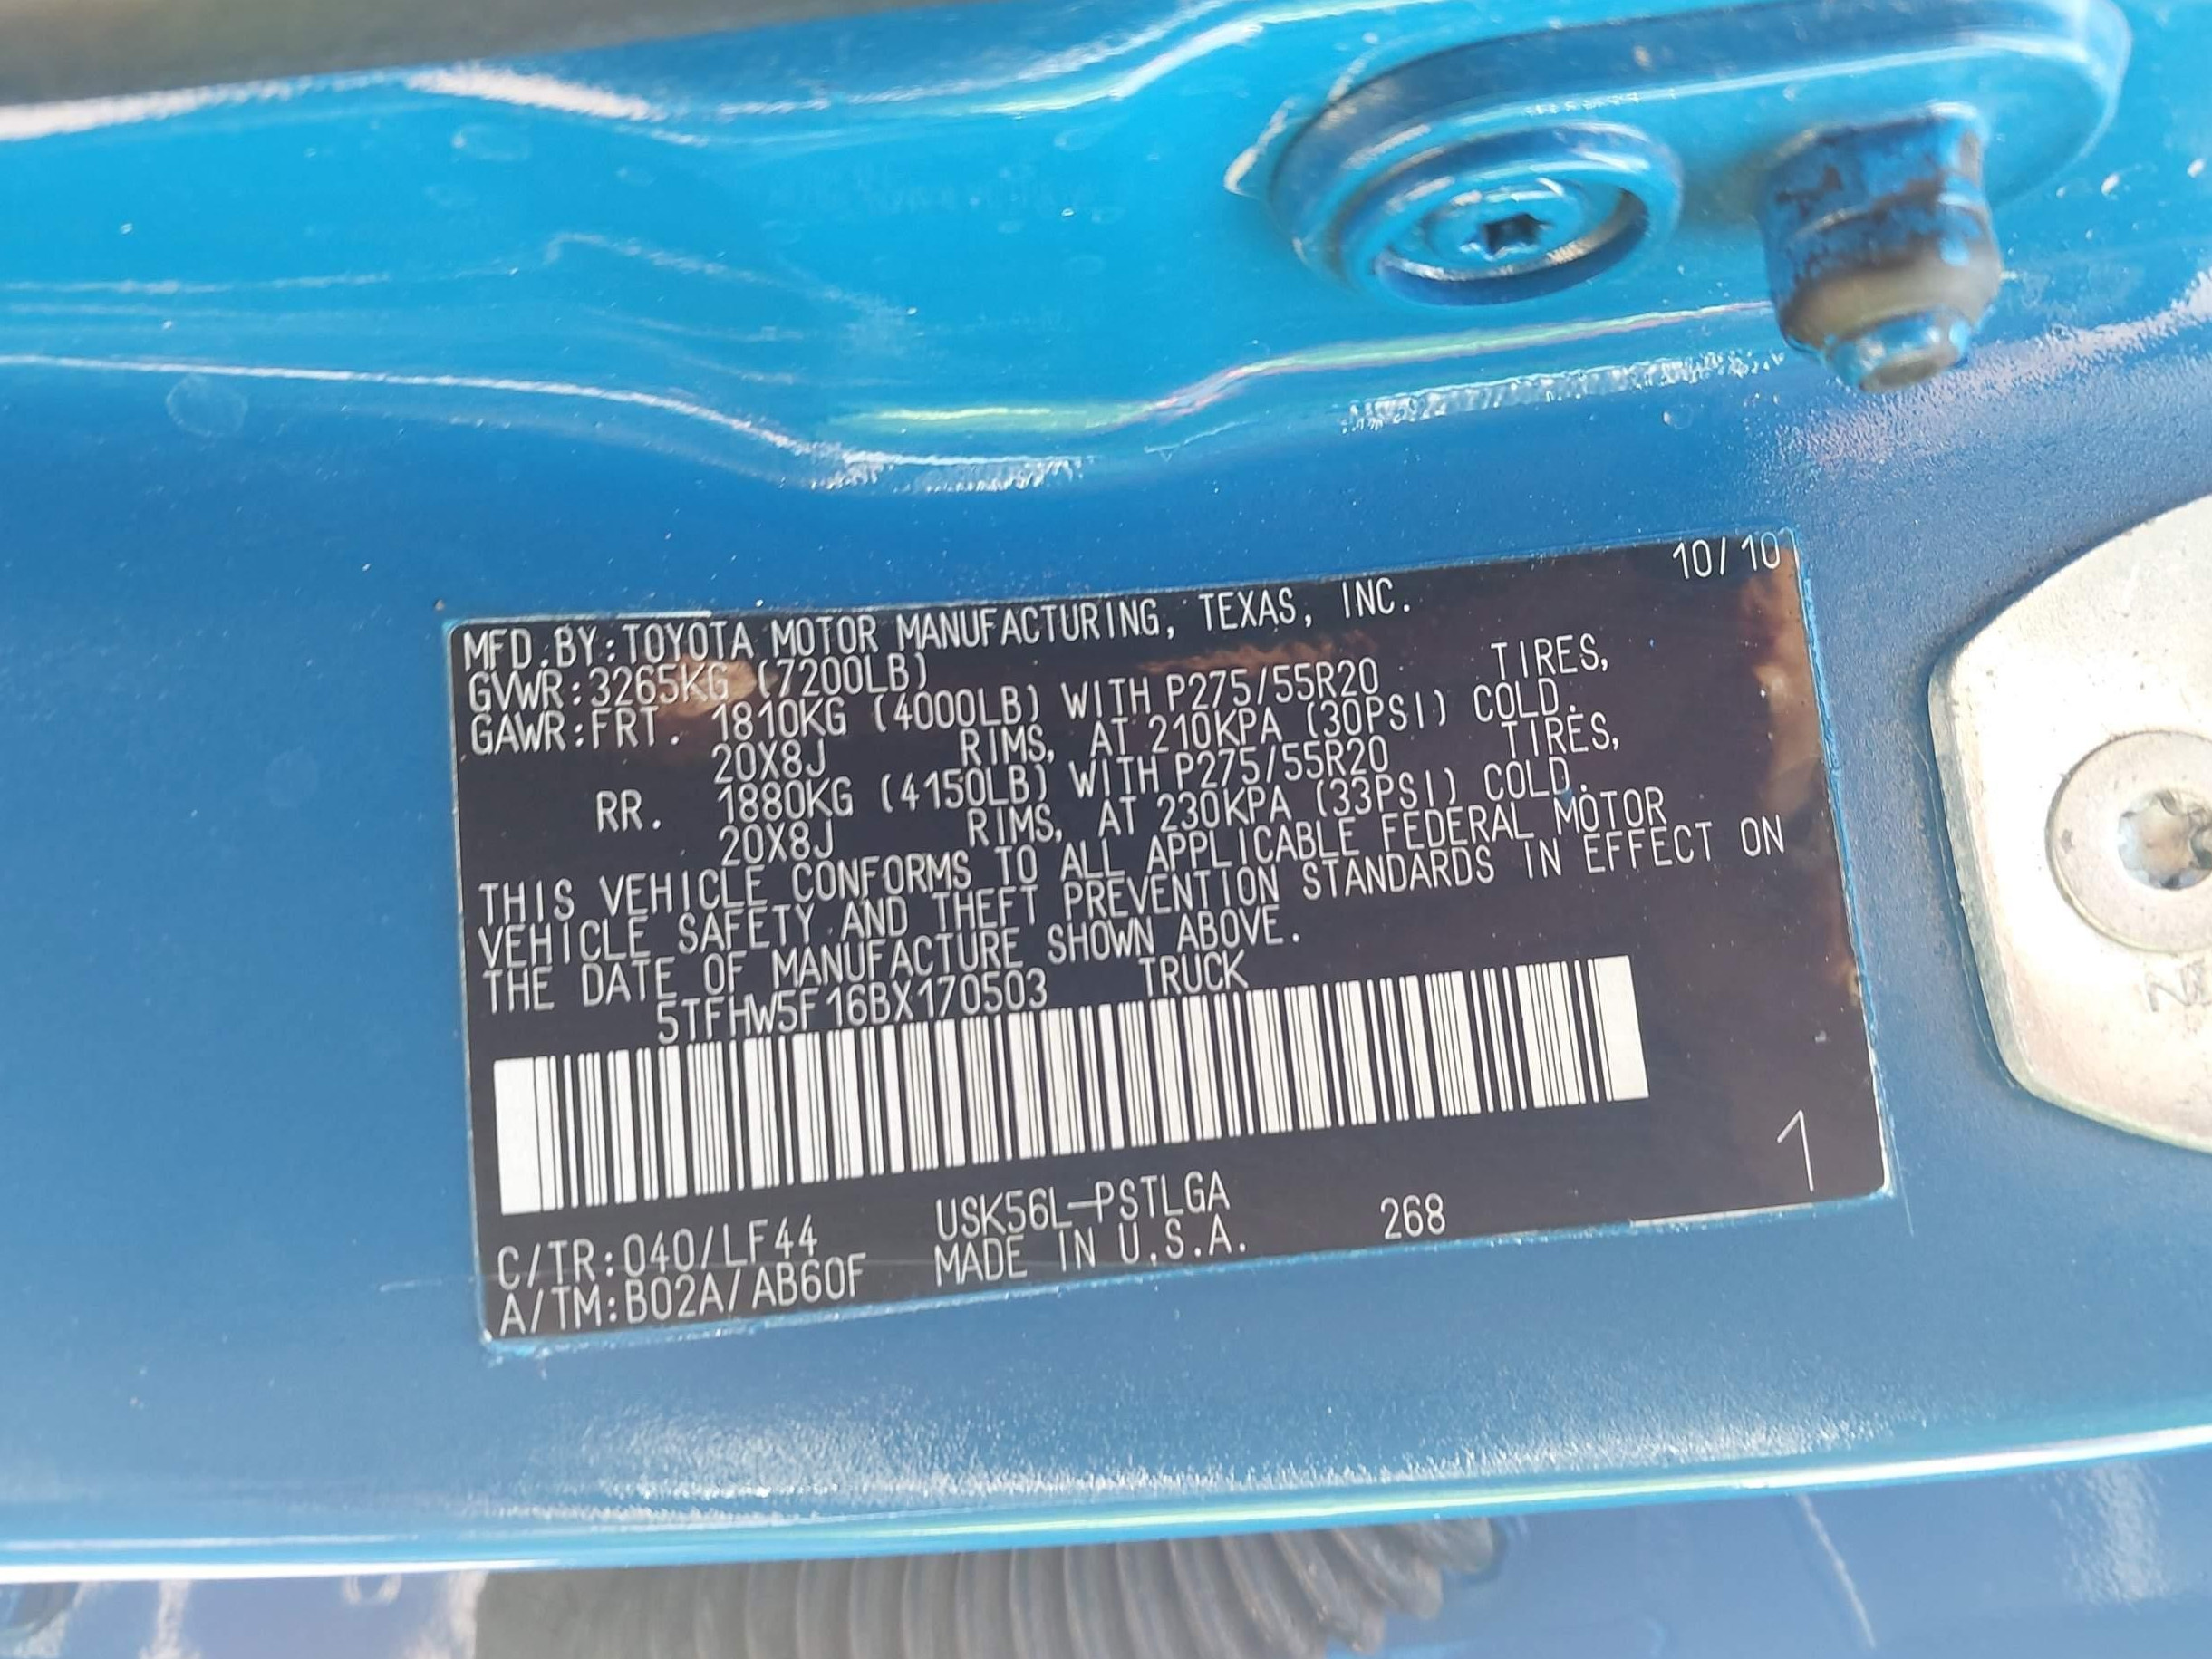 10/10
MFD.BY:TOYOTA MOTOR MANUFACTURING, TEXAS, INC.
GVWR:3265KG (7200LB)
GAWR:FRT. 1810KG (4000LB) WITH P275/55R20 TIRES,
20X8J RIMS, AT 210KPA (30PSI) COLD.
RR. 1880KG (4150LB) WITH P275/55R20 TIRES,
20X8J RIMS, AT 230KPA (33PSI) COLD.
THIS VEHICLE CONFORMS TO ALL APPLICABLE FEDERAL MOTOR
VEHICLE SAFETY AND THEFT PREVENTION STANDARDS IN EFFECT ON
THE DATE OF MANUFACTURE SHOWN ABOVE.
5TFHW5F16BX170503 TRUCK
1
C/TR:040/LF44 USK56L-PSTLGA 268
A/TM:B02A/AB60F MADE IN U.S.A.